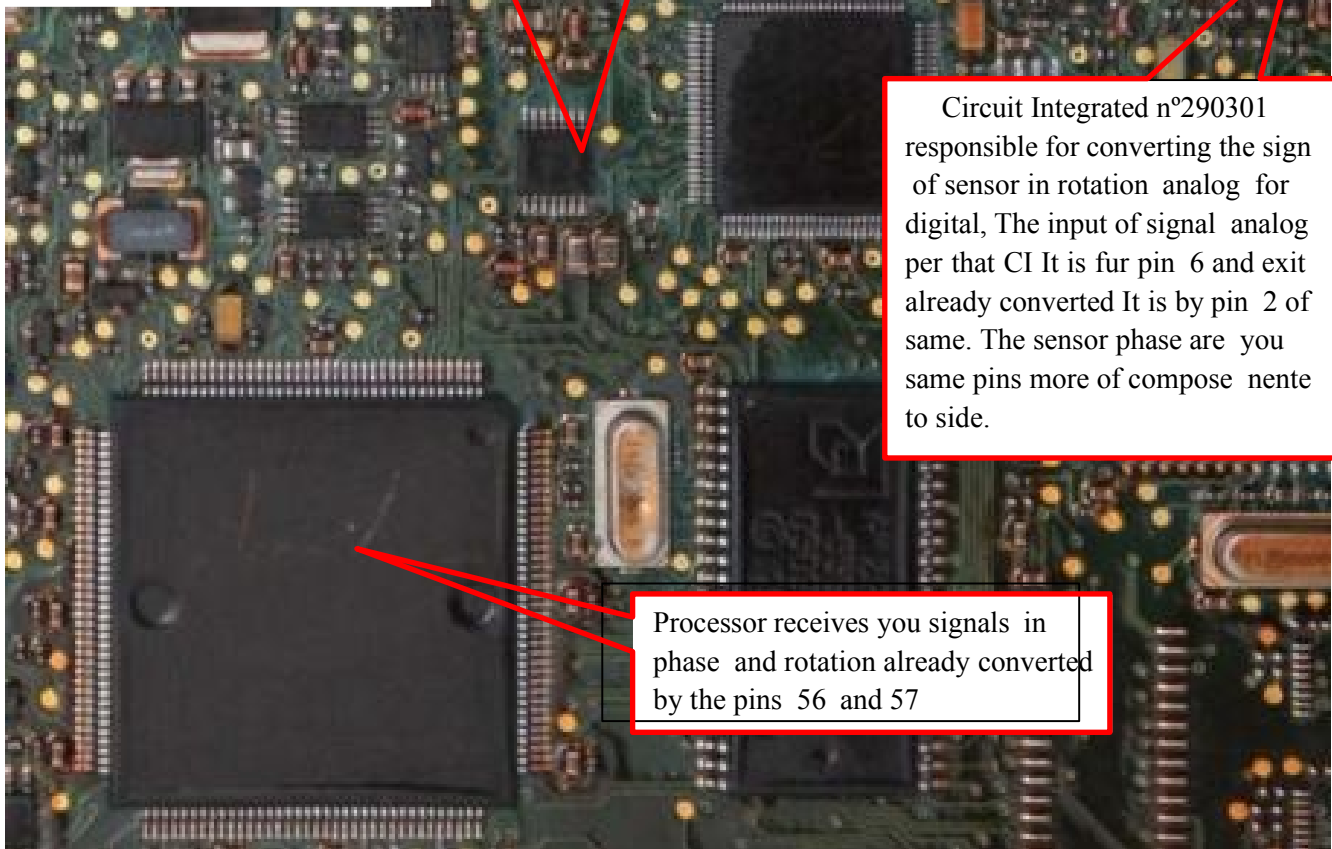 Circuit Integrated nº290301
responsible for converting the sign
of sensor in rotation analog for
digital, The input of signal analog
per that CI It is fur pin 6 and exit
already converted It is by pin 2 of
same. The sensor phase are you
same pins more of compose nente
to side.
Processor receives you signals in
phase and rotation already converted
by the pins 56 and 57